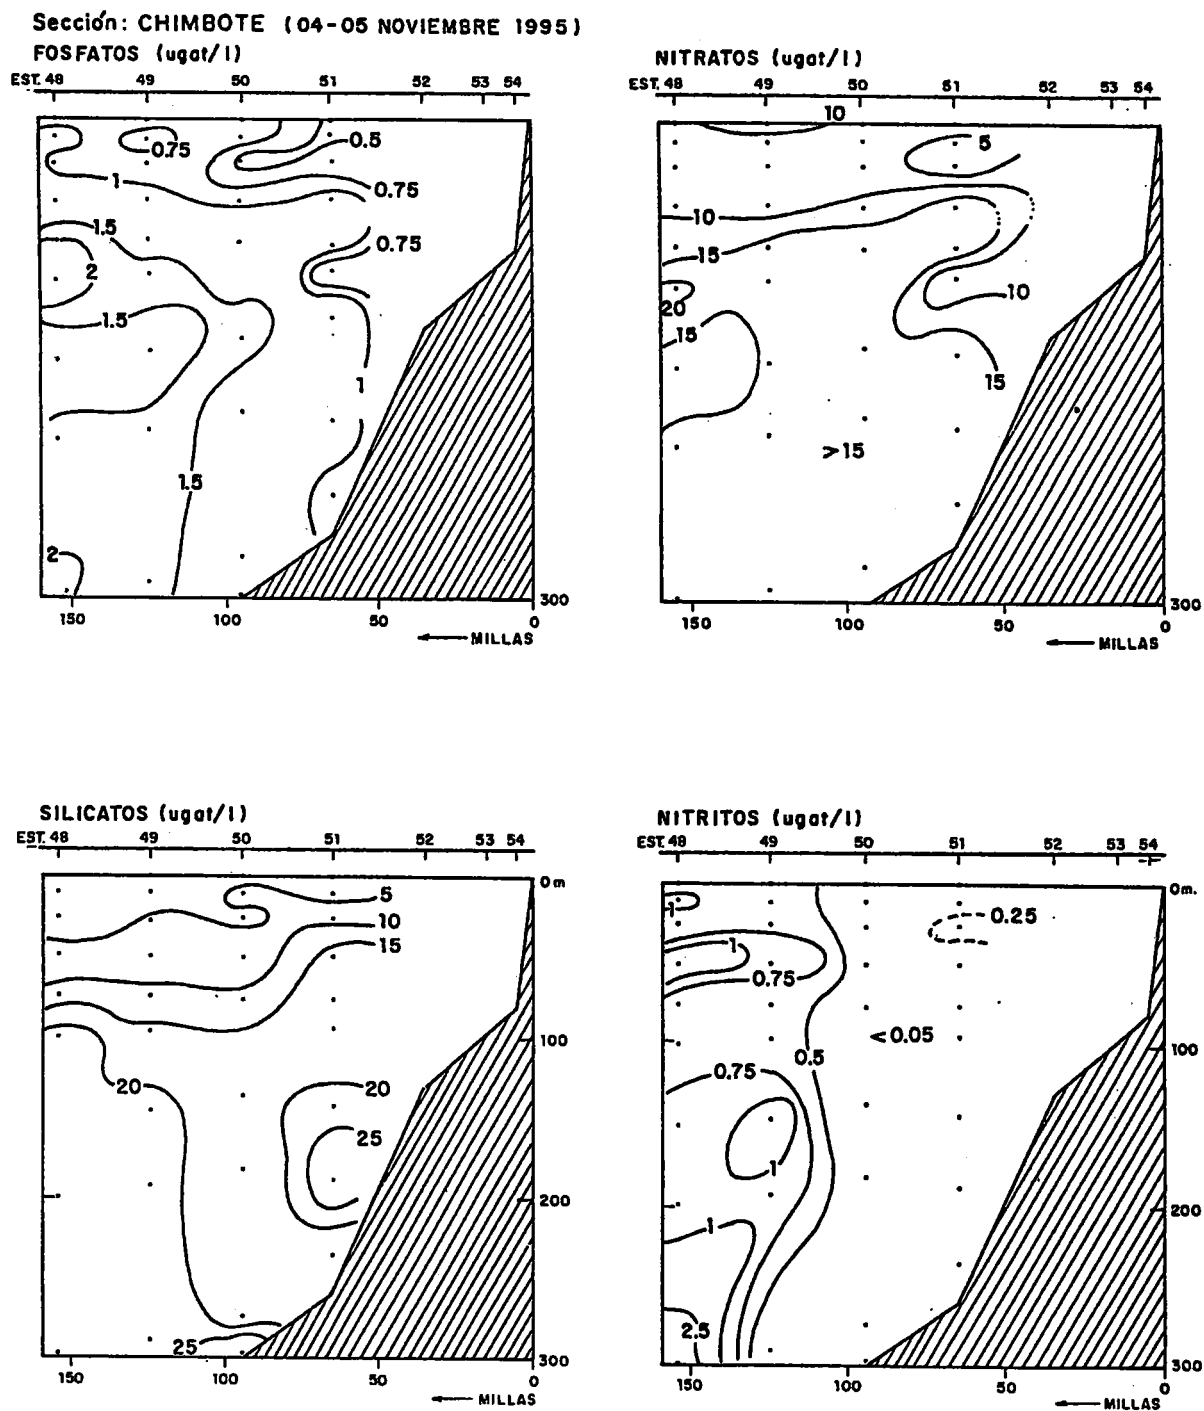 Sección: CHIMBOTE (04-05 NOVIEMBRE 1995)
FOSFATOS (ugat/l)
EST. 48 49 50 51 52 53 54
0.75
0.5
1
0.75
1.5
0.75
2
1.5
1
1.5
2
300
150 100 50 0
MILLAS
NITRATOS (ugat/l)
EST. 48 49 50 51 52 53 54
10
5
10
15
20
10
15
15
>15
300
150 100 50 0
MILLAS
SILICATOS (ugat/l)
EST. 48 49 50 51 52 53 54
0m
5
10
15
100
20
20
25
200
25
300
150 100 50 0
MILLAS
NITRITOS (ugat/l)
EST. 48 49 50 51 52 53 54
0m.
1
0.25
1
0.75
<0.05
0.5
100
0.75
1
1
200
2.5
300
150 100 50 0
MILLAS